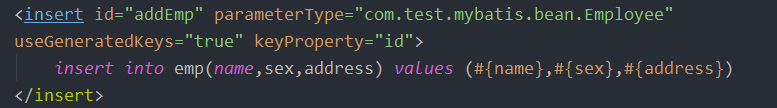 <insert id="addEmp" parameterType="com.test.mybatis.bean.Employee"
useGeneratedKeys="true" keyProperty="id">
    insert into emp(name,sex,address) values (#{name},#{sex},#{address})
</insert>